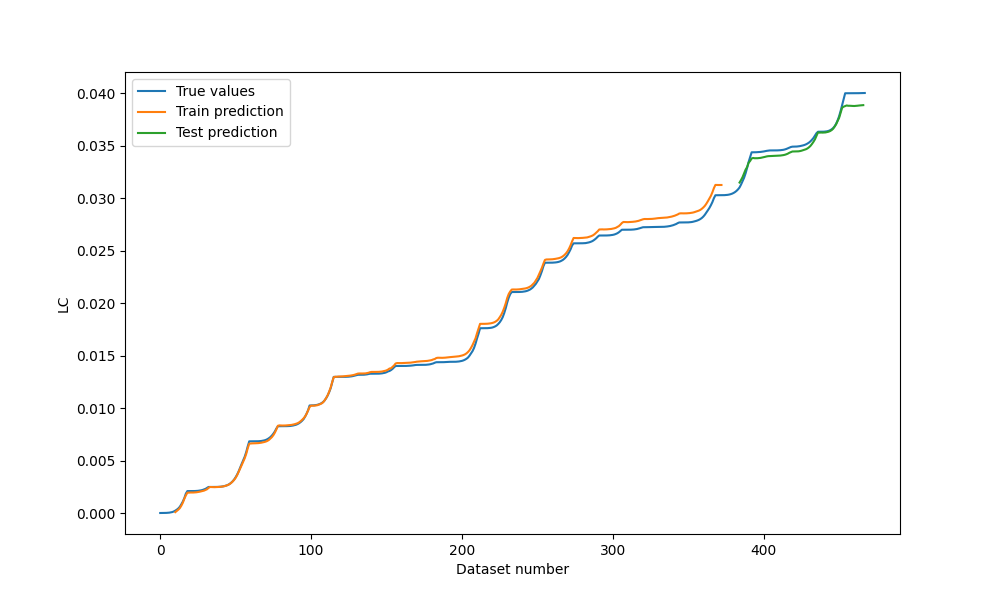 True values
Train prediction
Test prediction
0.040
0.035
0.030
0.025
0.020
0.015
0.010
0.005
0.000
LC
0 100 200 300 400
Dataset number